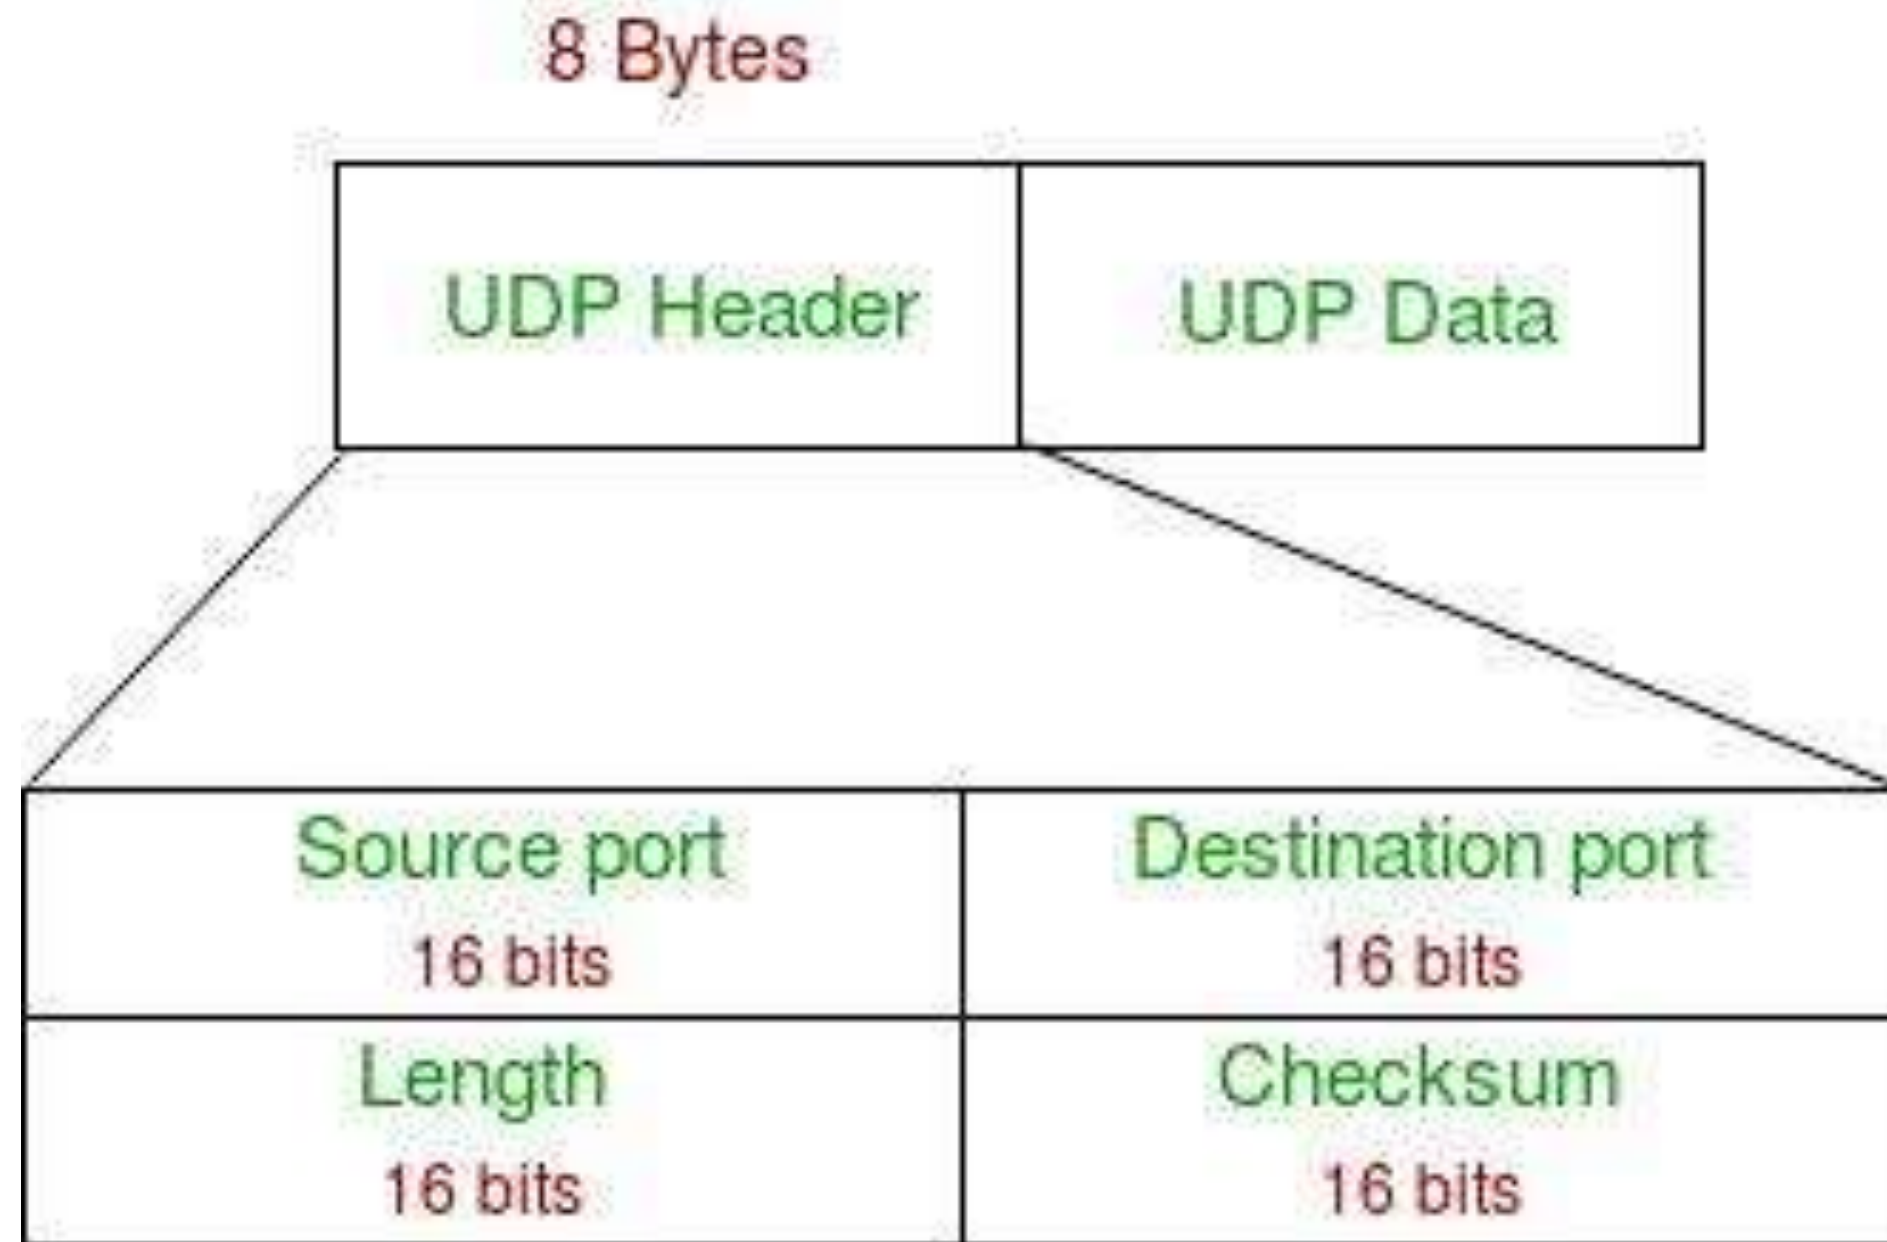 8 Bytes
UDP Header
UDP Data
Source port
16 bits
Destination port
16 bits
Length
16 bits
Checksum
16 bits